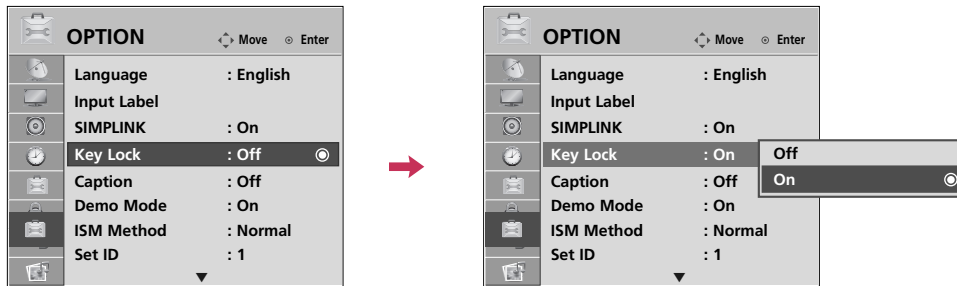 OPTION Move Enter
Language : English
Input Label
SIMPLINK : On
Key Lock : Off
Caption : Off
Demo Mode : On
ISM Method : Normal
Set ID : 1
OPTION Move Enter
Language : English
Input Label
SIMPLINK : On
Key Lock : On
Caption : Off
Demo Mode : On
ISM Method : Normal
Set ID : 1
Off
On